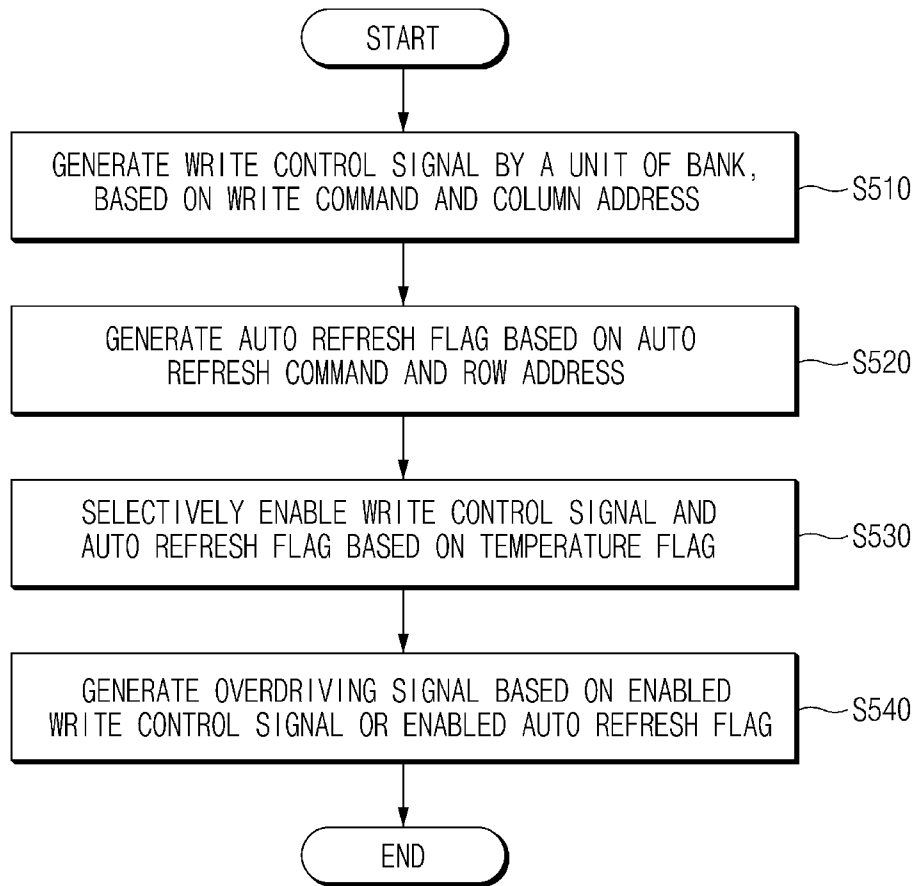 START
GENERATE WRITE CONTROL SIGNAL BY A UNIT OF BANK,
BASED ON WRITE COMMAND AND COLUMN ADDRESS
S510
GENERATE AUTO REFRESH FLAG BASED ON AUTO
REFRESH COMMAND AND ROW ADDRESS
S520
SELECTIVELY ENABLE WRITE CONTROL SIGNAL AND
AUTO REFRESH FLAG BASED ON TEMPERATURE FLAG
S530
GENERATE OVERDRIVING SIGNAL BASED ON ENABLED
WRITE CONTROL SIGNAL OR ENABLED AUTO REFRESH FLAG
S540
END